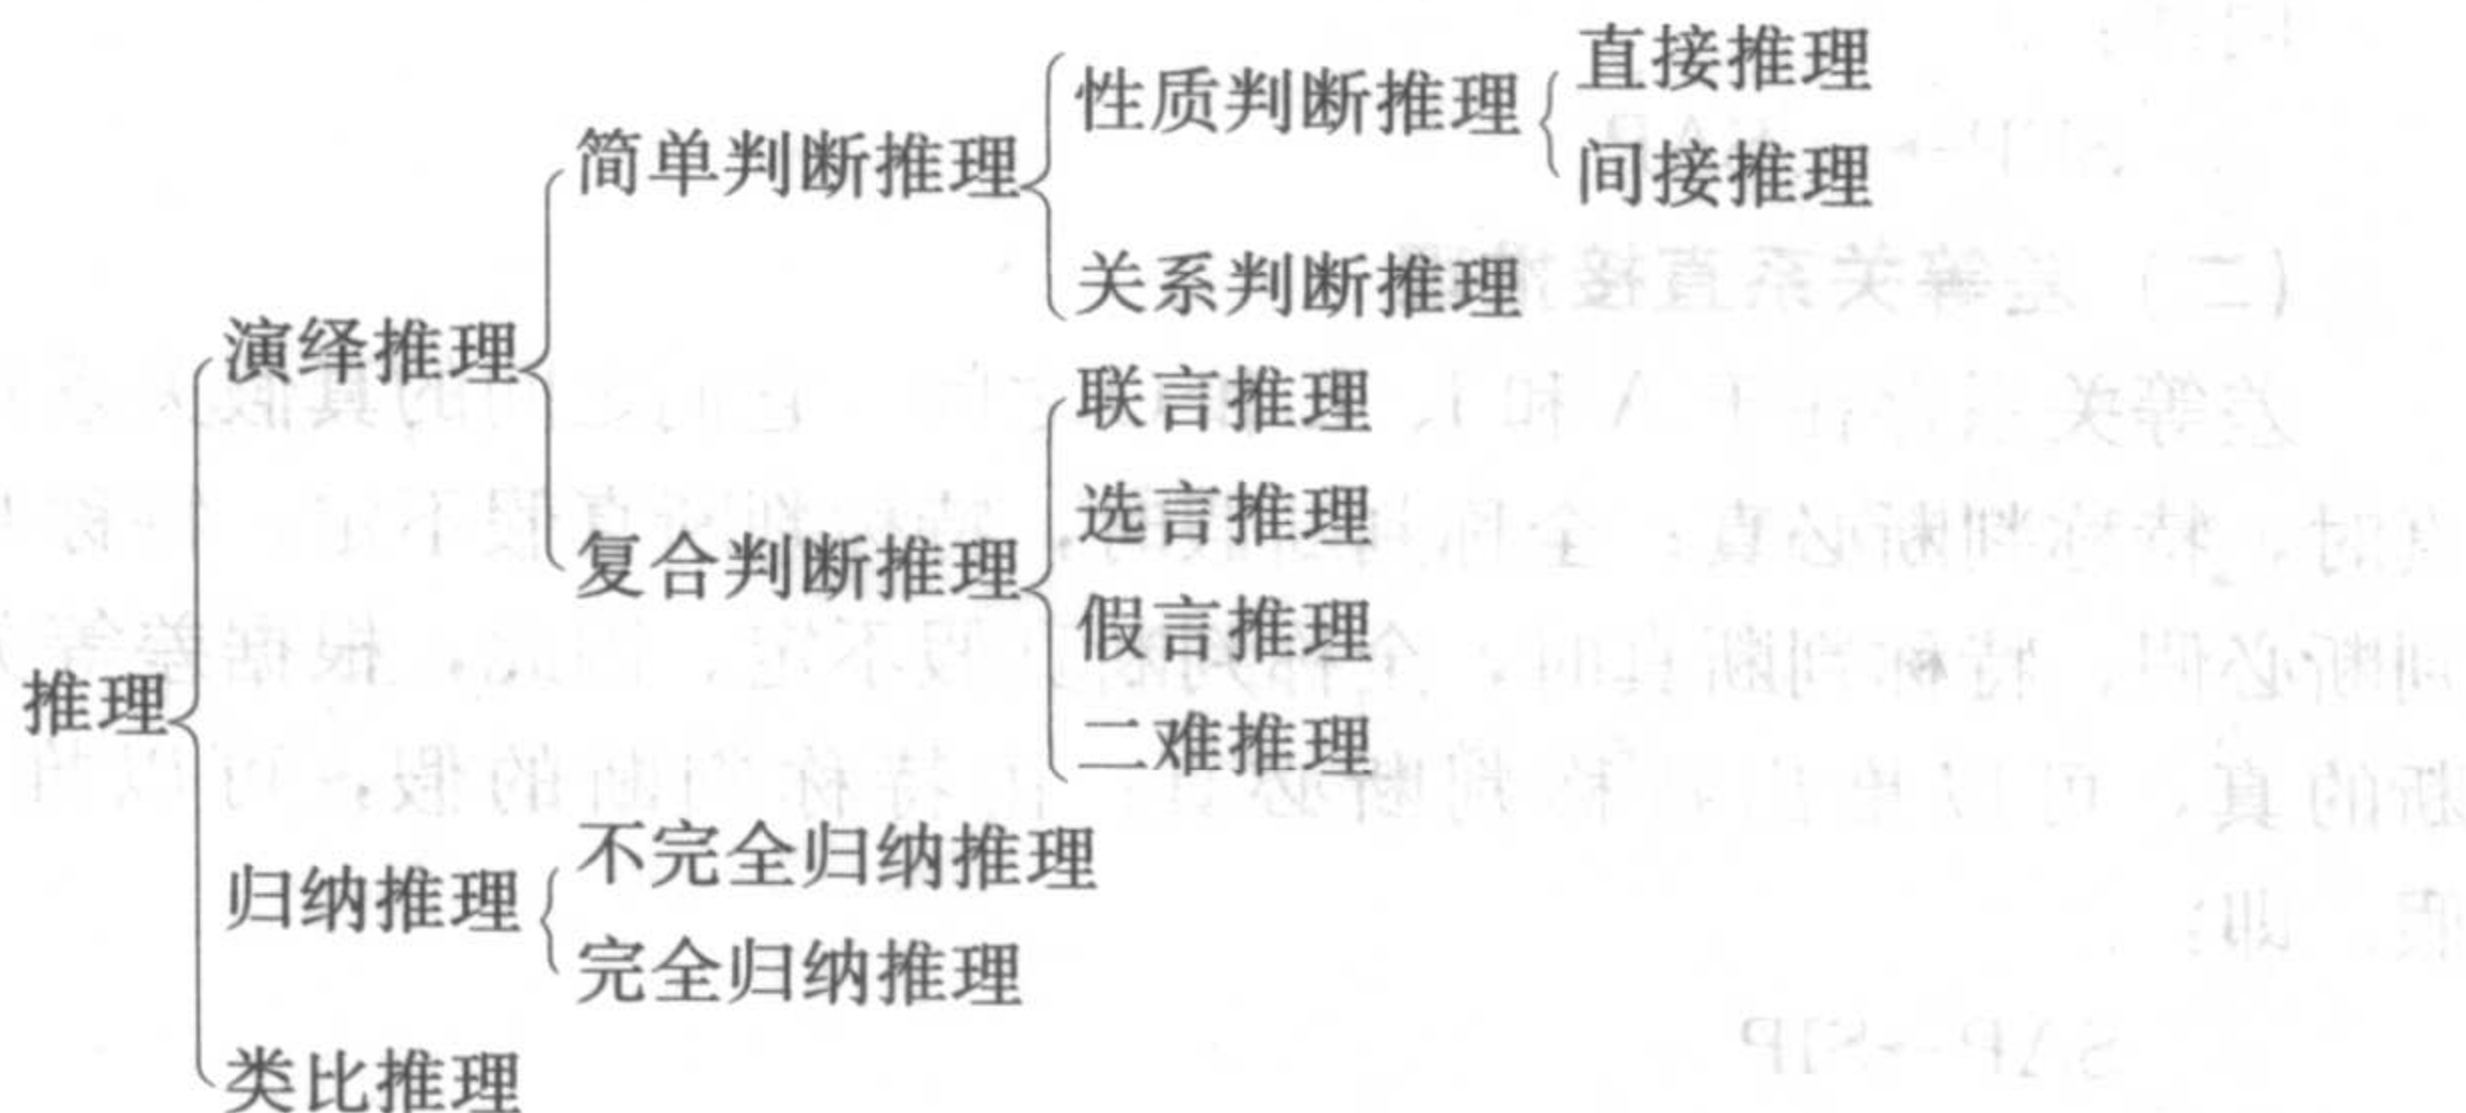 直接推理
性质判断推理
间接推理
简单判断推理
关系判断推理
演绎推理
联言推理
选言推理
复合判断推理
假言推理
二难推理
推理
不完全归纳推理
归纳推理
完全归纳推理
类比推理